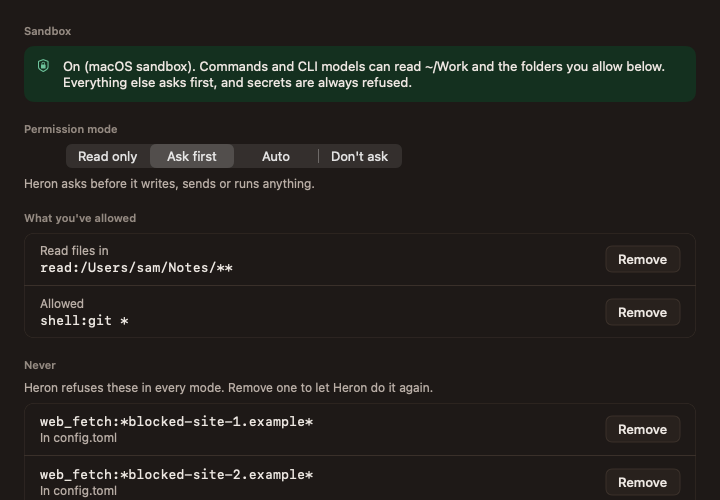 Sandbox
On (macOS sandbox). Commands and CLI models can read ~/Work and the folders you allow below.
Everything else asks first, and secrets are always refused.
Permission mode
Read only Ask first Auto Don't ask
Heron asks before it writes, sends or runs anything.
What you've allowed
Read files in
read:/Users/sam/Notes/**
Remove
Allowed
shell:git *
Remove
Never
Heron refuses these in every mode. Remove one to let Heron do it again.
web_fetch:*blocked-site-1.example*
In config.toml
Remove
web_fetch:*blocked-site-2.example*
In config.toml
Remove